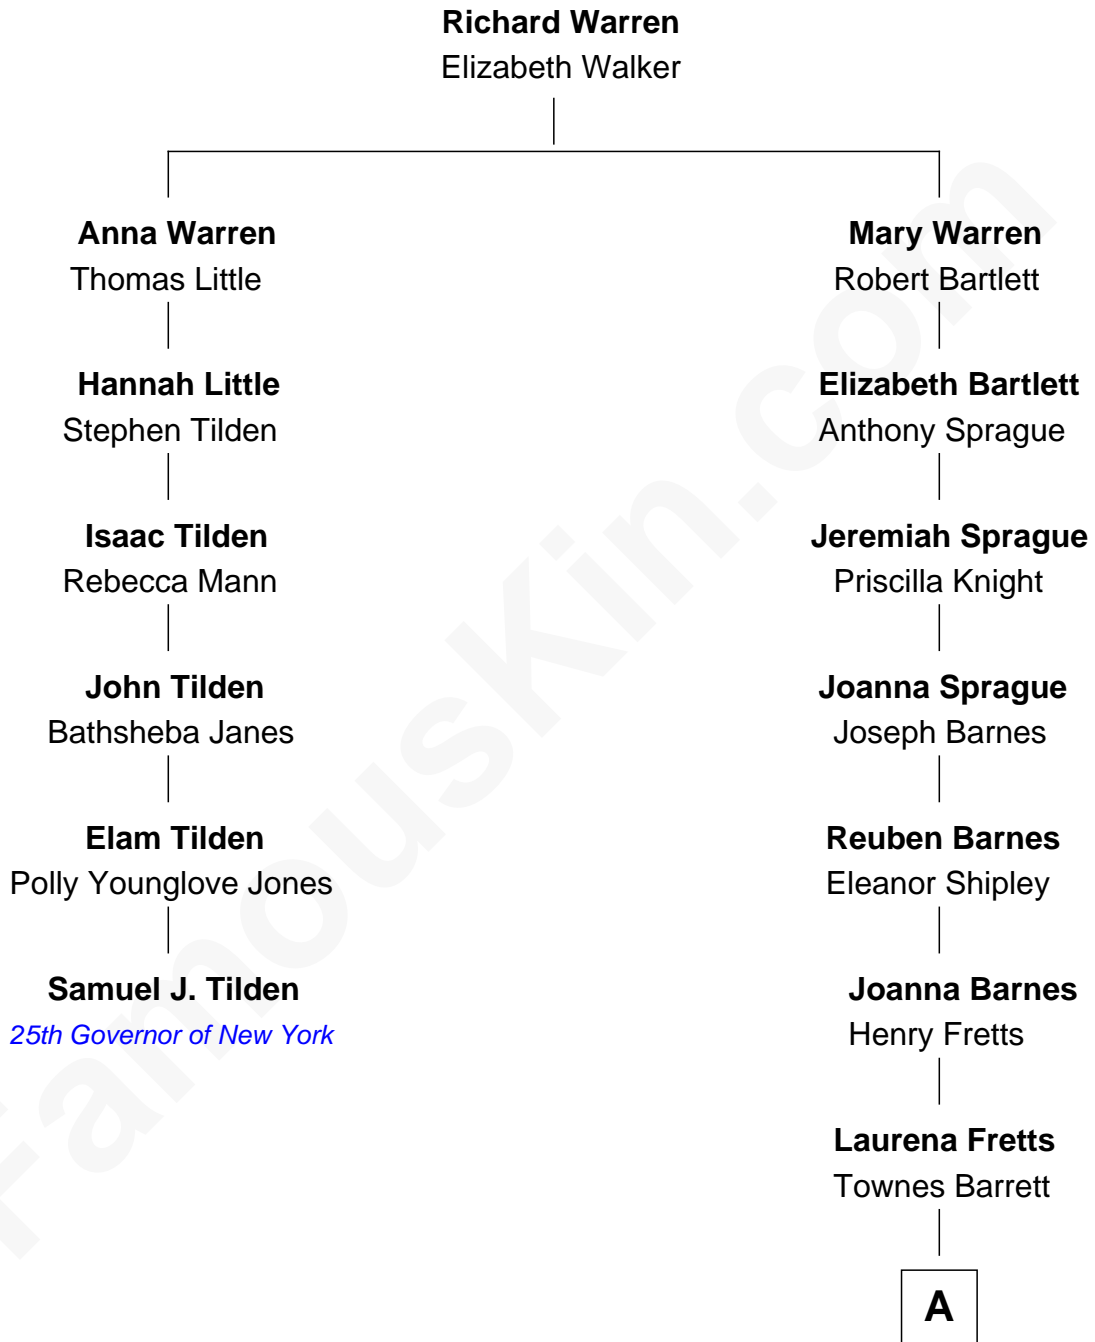 Richard Warren
Elizabeth Walker
Anna Warren
Thomas Little
Hannah Little
Stephen Tilden
Isaac Tilden
Rebecca Mann
John Tilden
Bathsheba Janes
Elam Tilden
Polly Younglove Jones
Samuel J. Tilden
25th Governor of New York
Mary Warren
Robert Bartlett
Elizabeth Bartlett
Anthony Sprague
Jeremiah Sprague
Priscilla Knight
Joanna Sprague
Joseph Barnes
Reuben Barnes
Eleanor Shipley
Joanna Barnes
Henry Fretts
Laurena Fretts
Townes Barrett
A
FamousKin.com